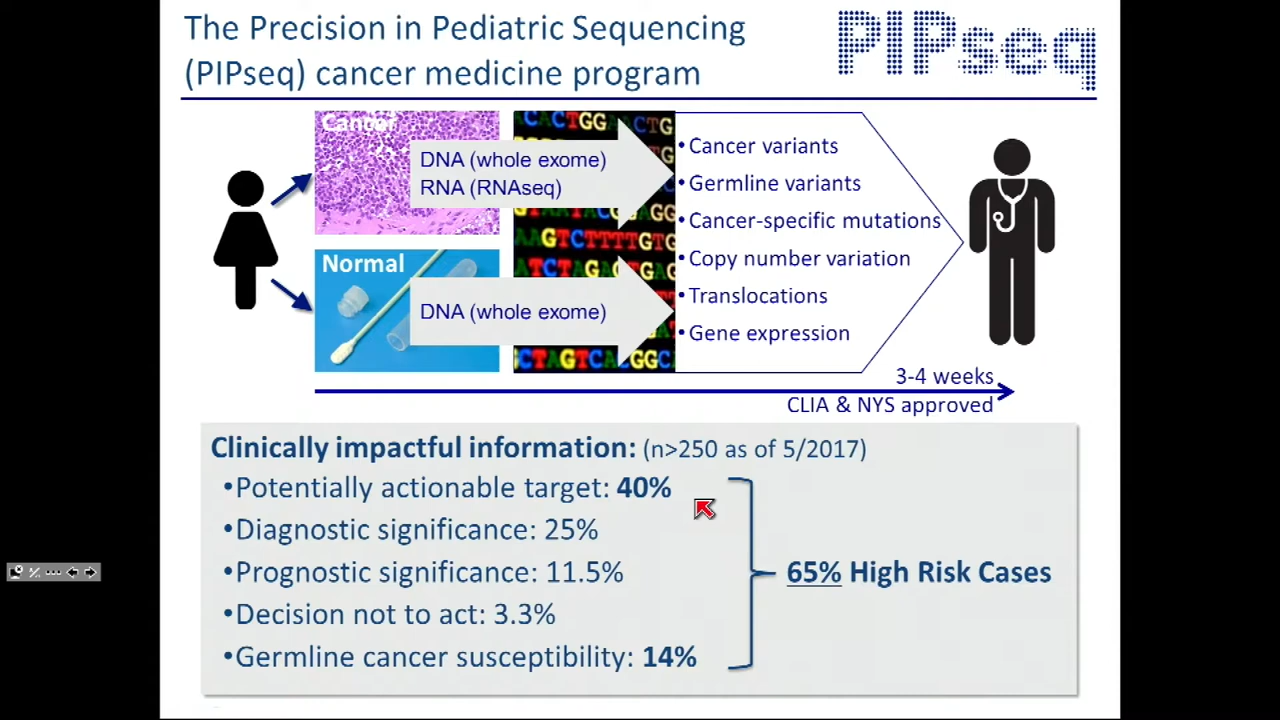 The Precision in Pediatric Sequencing
(PIPseq) cancer medicine program
PIPseq
Cancer
DNA (whole exome)
RNA (RNAseq)
Normal
DNA (whole exome)
•Cancer variants
•Germline variants
•Cancer-specific mutations
•Copy number variation
•Translocations
•Gene expression
3-4 weeks
CLIA & NYS approved
Clinically impactful information: (n>250 as of 5/2017)
•Potentially actionable target: 40%
•Diagnostic significance: 25%
•Prognostic significance: 11.5%
•Decision not to act: 3.3%
•Germline cancer susceptibility: 14%
65% High Risk Cases